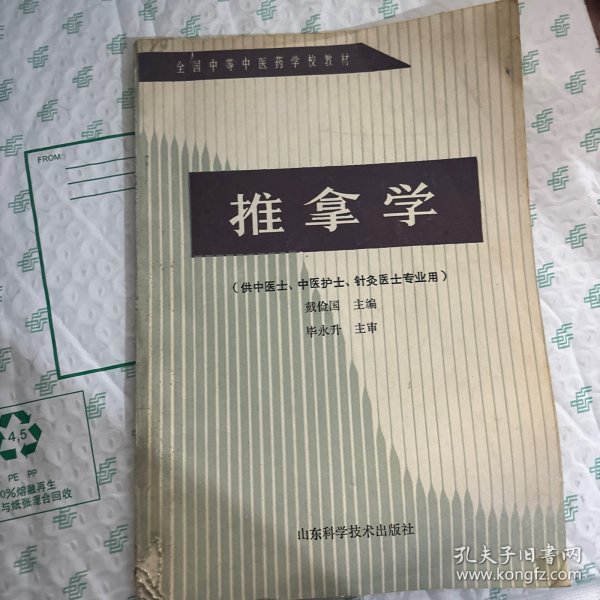 全国中等中医药学校教材
推拿学
(供中医士、中医护士、针灸医士专业用)
戴俭国 主编
毕永升 主审
山东科学技术出版社
FROM:
4,5
PE PP
0%熔融再生
与纸张混合回收
孔夫子旧书网
www.kongfz.com